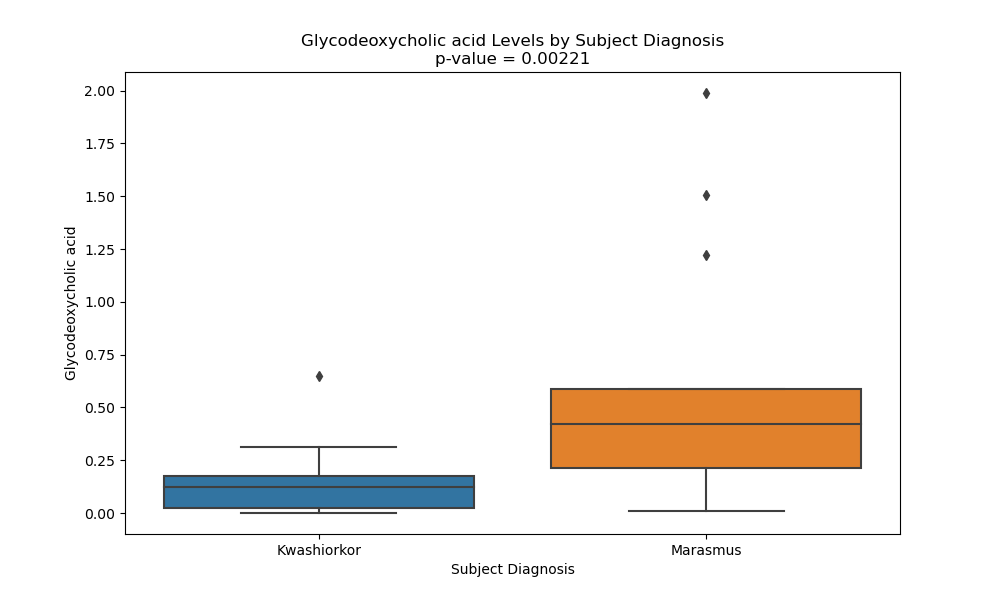 Glycodeoxycholic acid Levels by Subject Diagnosis
p-value = 0.00221
Glycodeoxycholic acid
2.00
1.75
1.50
1.25
1.00
0.75
0.50
0.25
0.00
Kwashiorkor
Marasmus
Subject Diagnosis